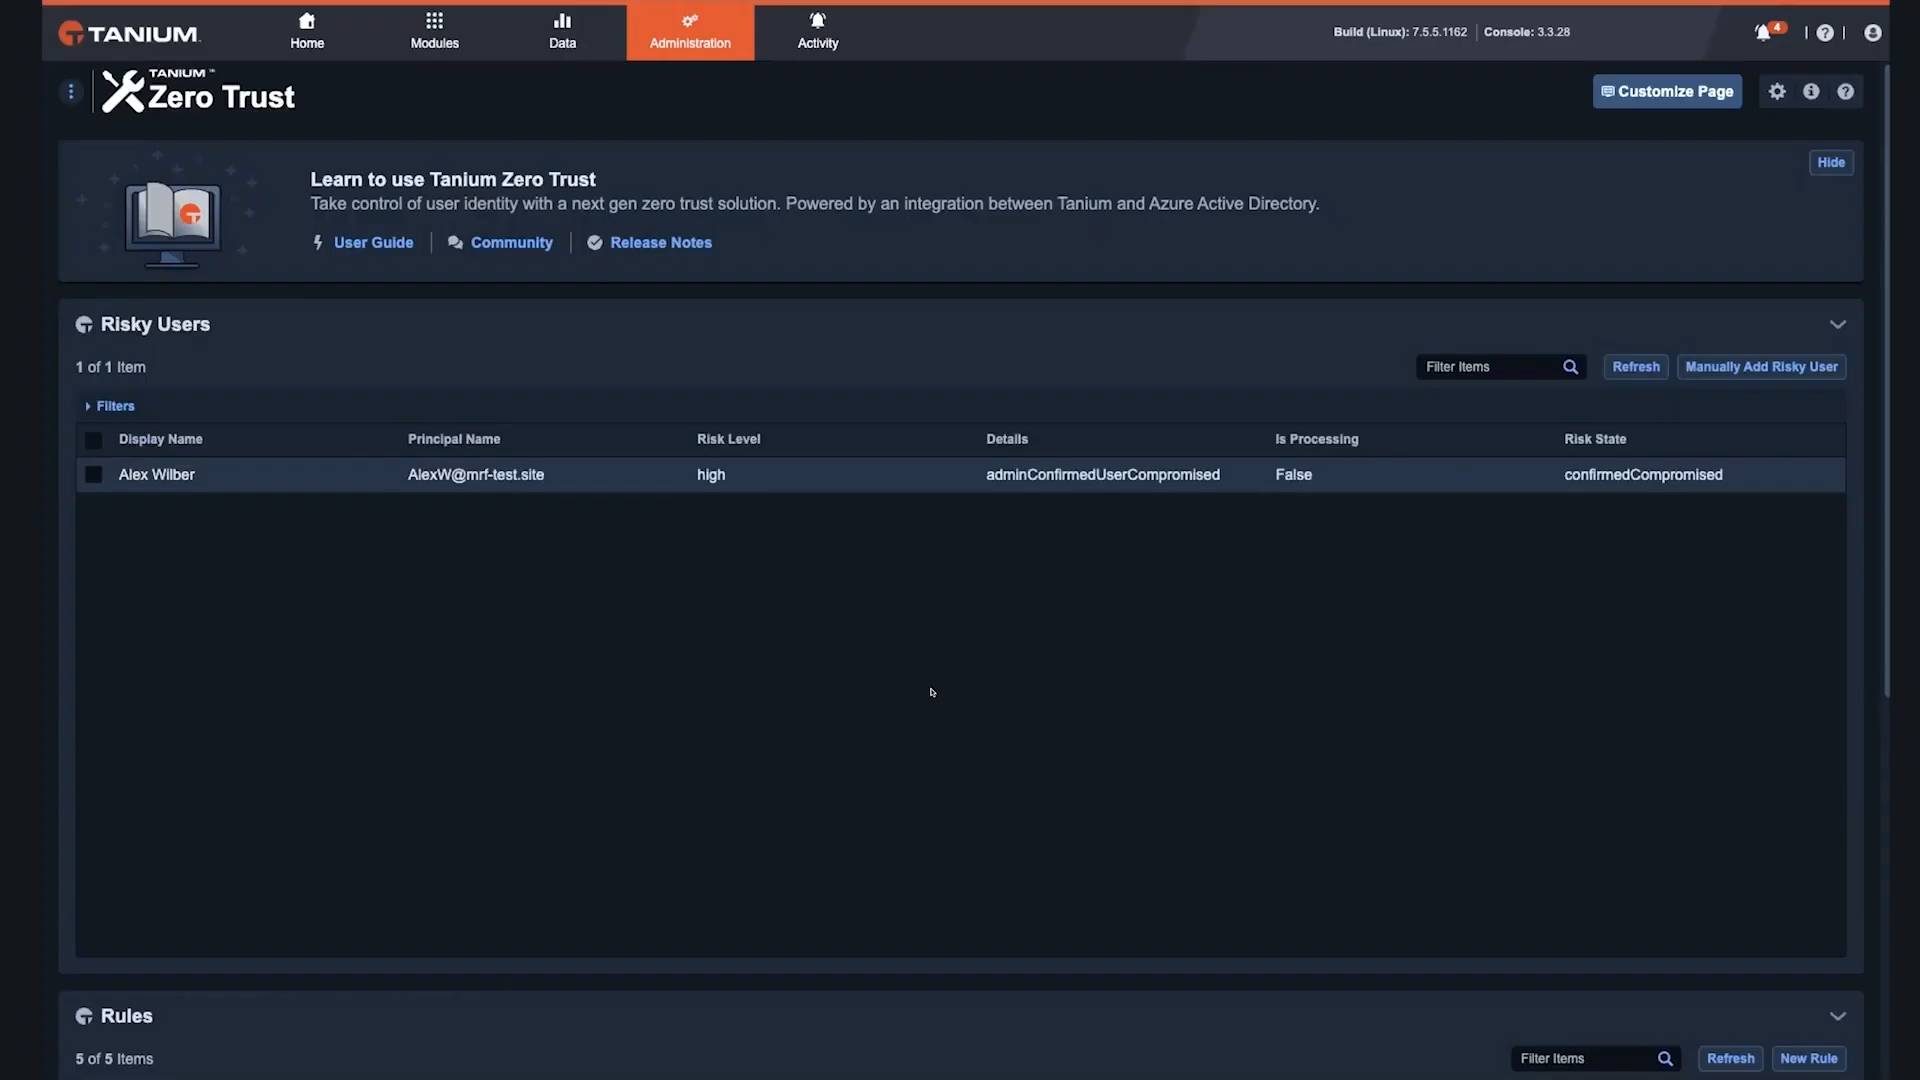 TANIUM
Home
Modules
Data
Administration
Activity
Build (Linux): 7.5.5.1162
Console: 3.3.28
4
TANIUM™
Zero Trust
Customize Page
Hide
Learn to use Tanium Zero Trust
Take control of user identity with a next gen zero trust solution. Powered by an integration between Tanium and Azure Active Directory.
User Guide
Community
Release Notes
Risky Users
1 of 1 Item
Filter Items
Refresh
Manually Add Risky User
Filters
Display Name Principal Name Risk Level Details Is Processing Risk State
Alex Wilber AlexW@mrf-test.site high adminConfirmedUserCompromised False confirmedCompromised
Rules
5 of 5 Items
Filter Items
Refresh
New Rule